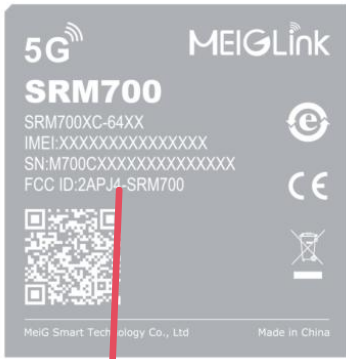 5G MEIGLink
SRM700
SRM700XC-64XX
IMEI:XXXXXXXXXXXXXXX
SN:M700CXXXXXXXXXXXXXX
FCC ID:2APJ4-SRM700
MeiG Smart Technology Co., Ltd Made in China